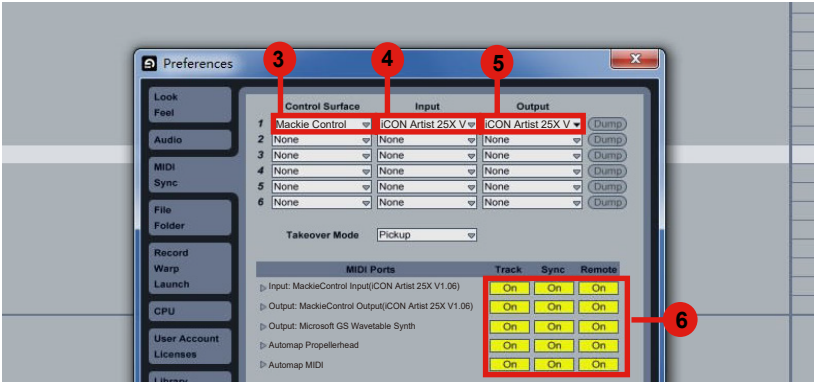 3 4 5
Preferences
x
Look
Feel
Audio
MIDI
Sync
File
Folder
Record
Warp
Launch
CPU
User Account
Licenses
Library
Control Surface Input Output
1 Mackie Control iCON Artist 25X V iCON Artist 25X V Dump
2 None None None Dump
3 None None None Dump
4 None None None Dump
5 None None None Dump
6 None None None Dump
Takeover Mode Pickup
MIDI Ports Track Sync Remote
Input: MackieControl Input(iCON Artist 25X V1.06) On On On
Output: MackieControl Output(iCON Artist 25X V1.06) On On On
Output: Microsoft GS Wavetable Synth On On On
Automap Propellerhead On On On
Automap MIDI On On On
6